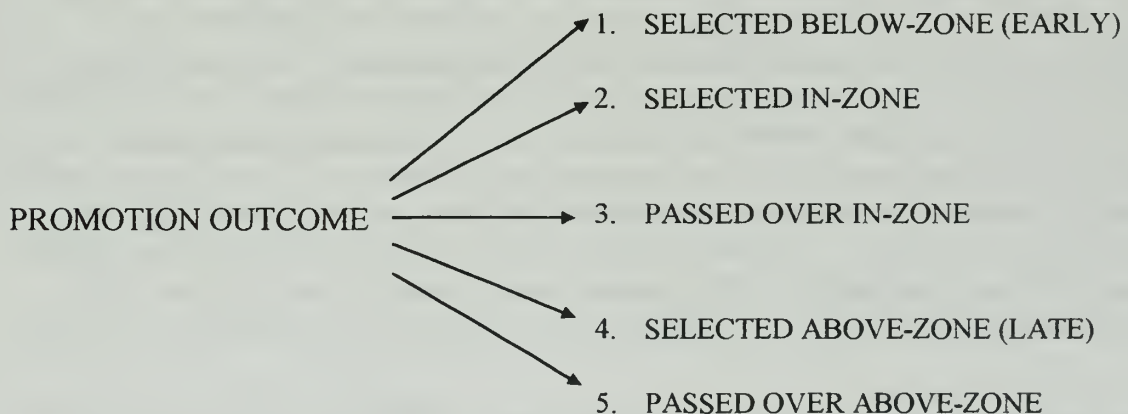 1. SELECTED BELOW-ZONE (EARLY)
2. SELECTED IN-ZONE
PROMOTION OUTCOME
3. PASSED OVER IN-ZONE
4. SELECTED ABOVE-ZONE (LATE)
5. PASSED OVER ABOVE-ZONE